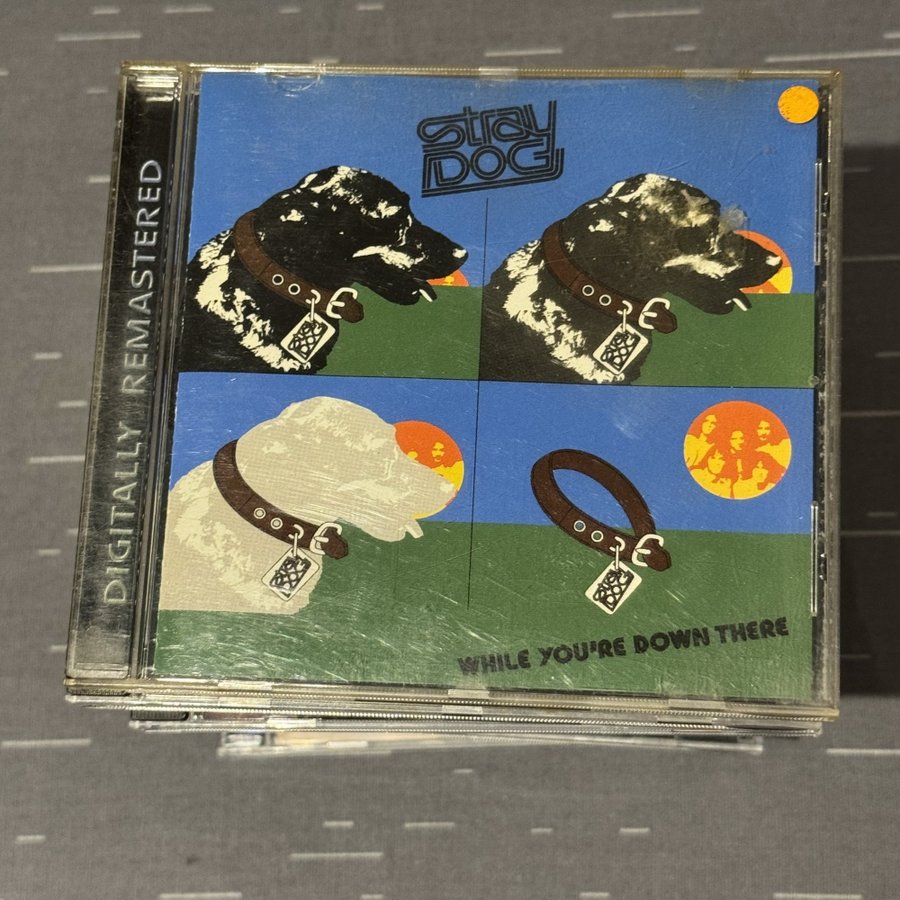 DIGITALLY REMASTERED
stray
DOG
WHILE YOU'RE DOWN THERE